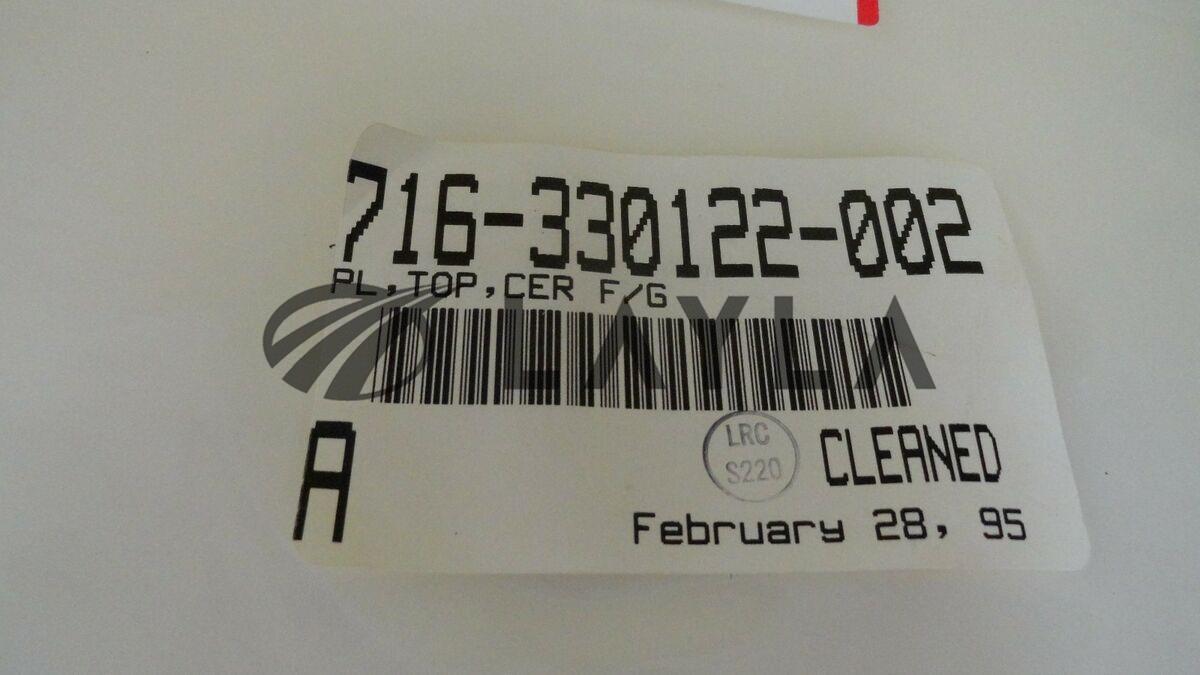 716-330122-002
PL,TOP,CER F/G
LAYLA
A
LRC
S220
CLEANED
February 28, 95